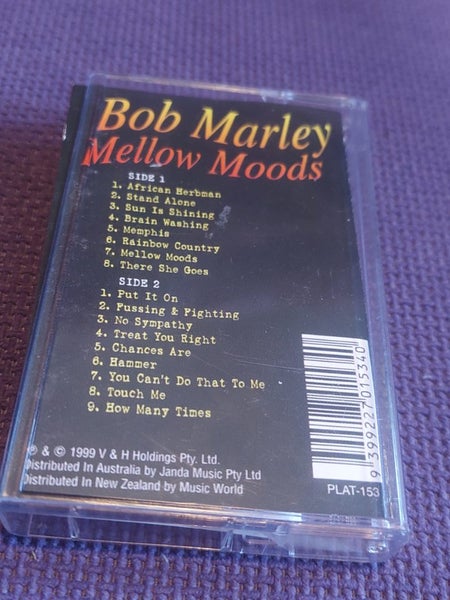 Bob Marley
Mellow Moods
SIDE 1
1. African Herbman
2. Stand Alone
3. Sun Is Shining
4. Brain Washing
5. Memphis
6. Rainbow Country
7. Mellow Moods
8. There She Goes
SIDE 2
1. Put It On
2. Fussing & Fighting
3. No Sympathy
4. Treat You Right
5. Chances Are
6. Hammer
7. You Can't Do That To Me
8. Touch Me
9. How Many Times
℗ & © 1999 V & H Holdings Pty. Ltd.
Distributed In Australia by Janda Music Pty Ltd
Distributed In New Zealand by Music World
9 399227 015340
PLAT-153